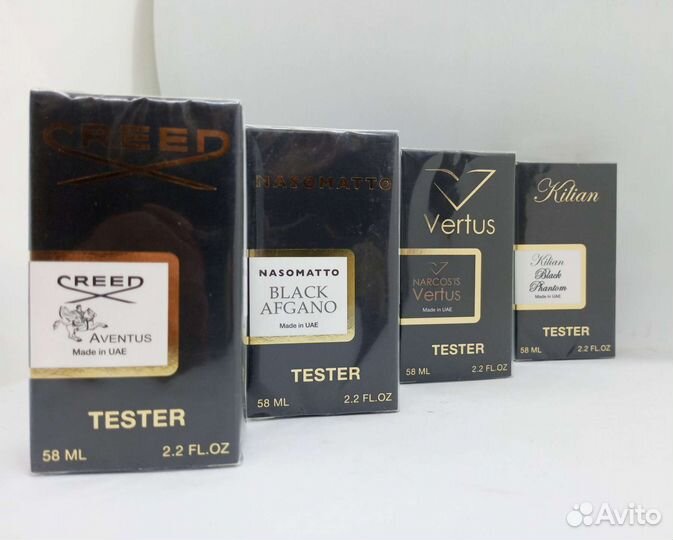 CREED
CREED
AVENTUS
Made in UAE
TESTER
58 ML 2.2 FL.OZ
NASOMATTO
NASOMATTO
BLACK
AFGANO
Made in UAE
TESTER
58 ML 2.2 FL.OZ
Vertus
NARCOS'IS
Vertus
Made in UAE
TESTER
58 ML 2.2 FL.OZ
Kilian
Kilian
Black
Phantom
Made in UAE
TESTER
58 ML 2.2 FL.OZ
Avito